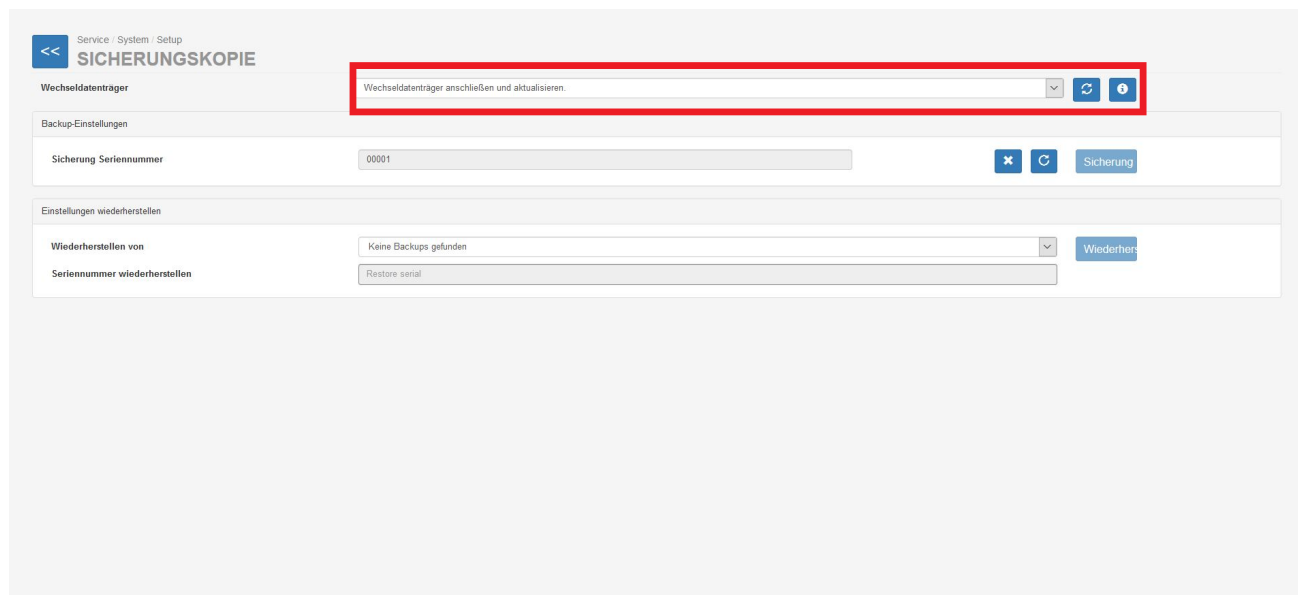 <<
Service / System / Setup
SICHERUNGSKOPIE
Wechseldatenträger
Wechseldatenträger anschließen und aktualisieren.
Backup-Einstellungen
Sicherung Seriennummer
00001
Sicherung
Einstellungen wiederherstellen
Wiederherstellen von
Keine Backups gefunden
Wiederhers
Seriennummer wiederherstellen
Restore serial